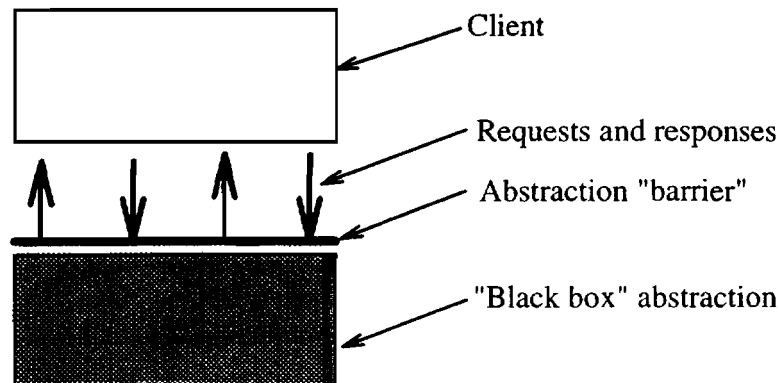 Client
Requests and responses
Abstraction "barrier"
"Black box" abstraction